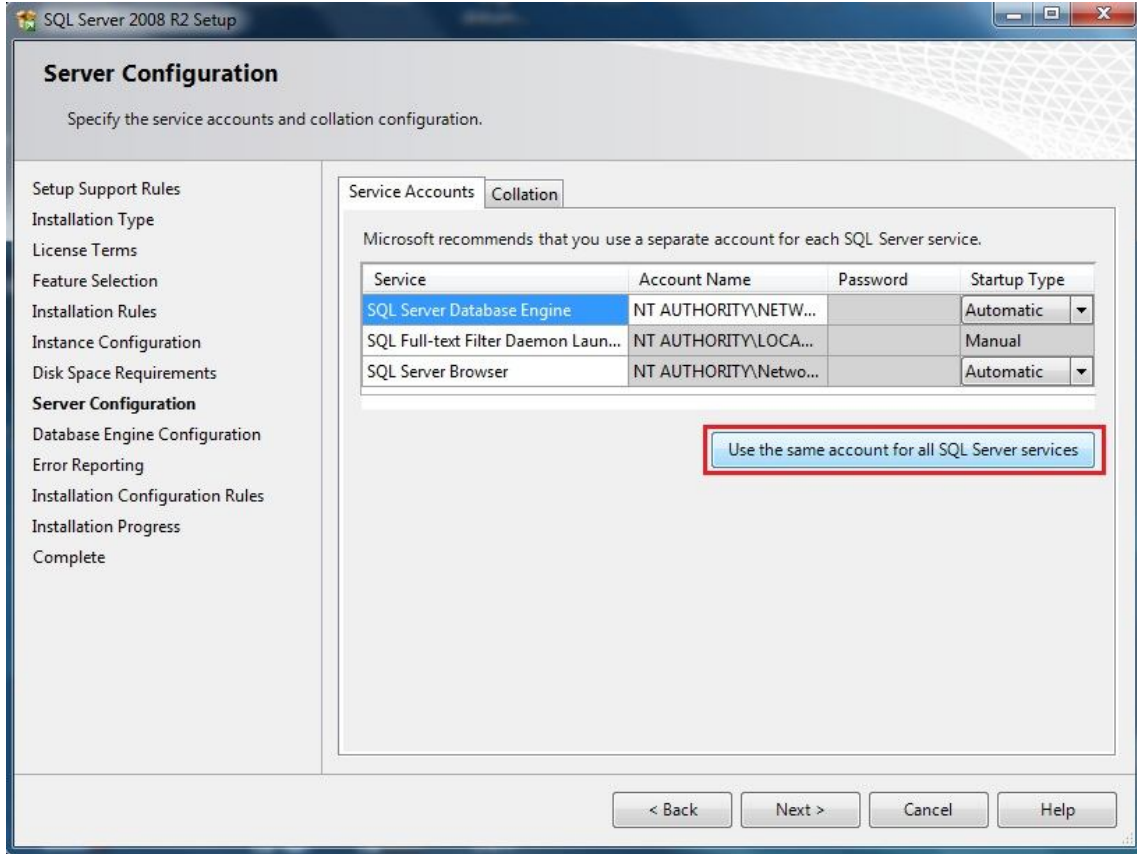 SQL Server 2008 R2 Setup
Server Configuration
Specify the service accounts and collation configuration.
Setup Support Rules
Installation Type
License Terms
Feature Selection
Installation Rules
Instance Configuration
Disk Space Requirements
Server Configuration
Database Engine Configuration
Error Reporting
Installation Configuration Rules
Installation Progress
Complete
Service Accounts Collation
Microsoft recommends that you use a separate account for each SQL Server service.
Service Account Name Password Startup Type
SQL Server Database Engine NT AUTHORITY\NETW... Automatic
SQL Full-text Filter Daemon Laun... NT AUTHORITY\LOCA... Manual
SQL Server Browser NT AUTHORITY\Netwo... Automatic
Use the same account for all SQL Server services
< Back Next > Cancel Help